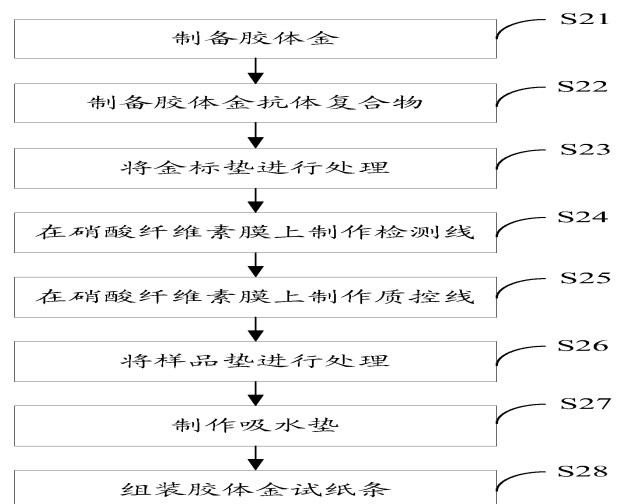 制备胶体金 S21
制备胶体金抗体复合物 S22
将金标垫进行处理 S23
在硝酸纤维素膜上制作检测线 S24
在硝酸纤维素膜上制作质控线 S25
将样品垫进行处理 S26
制作吸水垫 S27
组装胶体金试纸条 S28